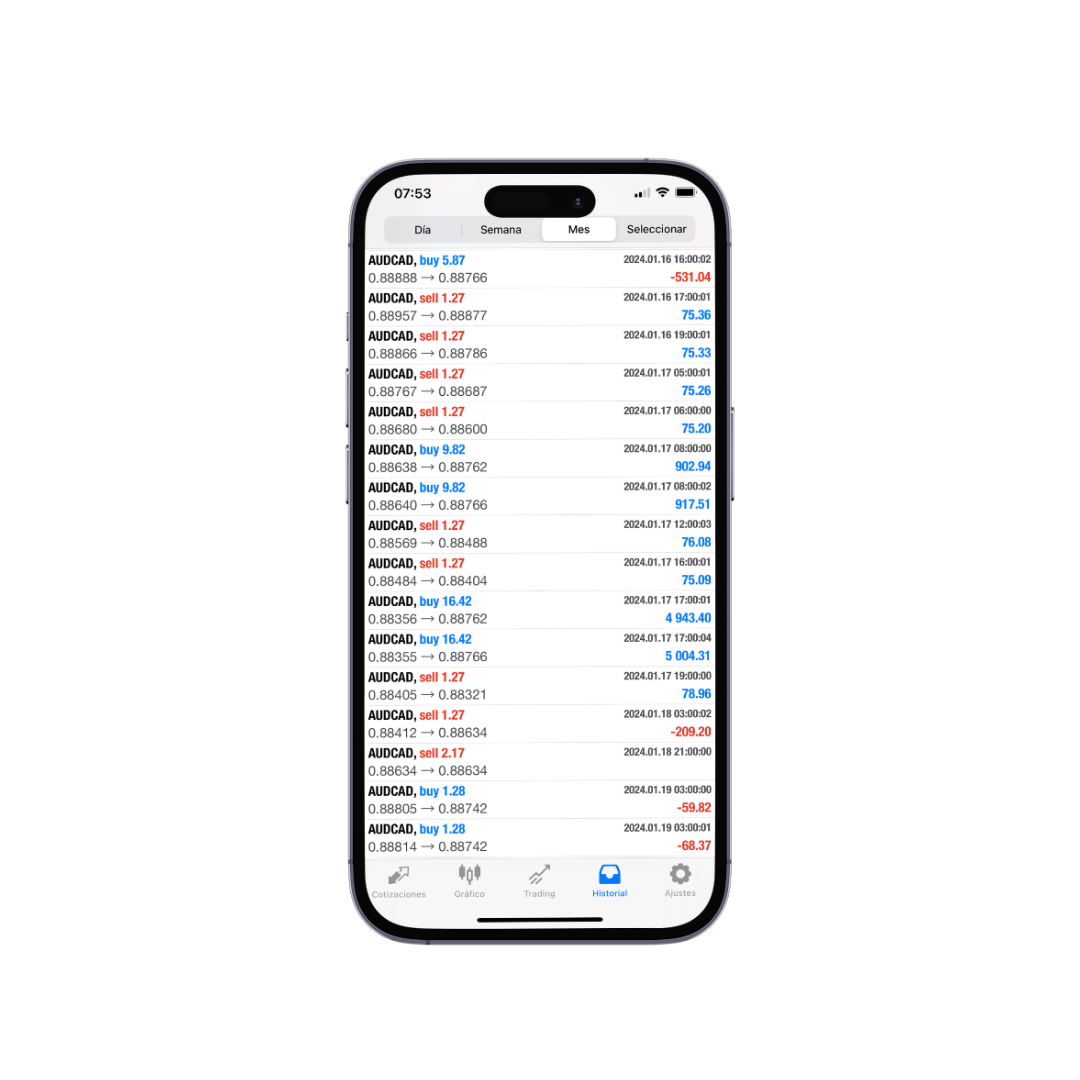 07:53
Día Semana Mes Seleccionar
AUDCAD, buy 5.87 2024.01.16 16:00:02
0.88888 → 0.88766 -531.04
AUDCAD, sell 1.27 2024.01.16 17:00:01
0.88957 → 0.88877 75.36
AUDCAD, sell 1.27 2024.01.16 19:00:01
0.88866 → 0.88786 75.33
AUDCAD, sell 1.27 2024.01.17 05:00:01
0.88767 → 0.88687 75.26
AUDCAD, sell 1.27 2024.01.17 06:00:00
0.88680 → 0.88600 75.20
AUDCAD, buy 9.82 2024.01.17 08:00:00
0.88638 → 0.88762 902.94
AUDCAD, buy 9.82 2024.01.17 08:00:02
0.88640 → 0.88766 917.51
AUDCAD, sell 1.27 2024.01.17 12:00:03
0.88569 → 0.88488 76.08
AUDCAD, sell 1.27 2024.01.17 16:00:01
0.88484 → 0.88404 75.09
AUDCAD, buy 16.42 2024.01.17 17:00:01
0.88356 → 0.88762 4 943.40
AUDCAD, buy 16.42 2024.01.17 17:00:04
0.88355 → 0.88766 5 004.31
AUDCAD, sell 1.27 2024.01.17 19:00:00
0.88405 → 0.88321 78.96
AUDCAD, sell 1.27 2024.01.18 03:00:02
0.88412 → 0.88634 -209.20
AUDCAD, sell 2.17 2024.01.18 21:00:00
0.88634 → 0.88634
AUDCAD, buy 1.28 2024.01.19 03:00:00
0.88805 → 0.88742 -59.82
AUDCAD, buy 1.28 2024.01.19 03:00:01
0.88814 → 0.88742 -68.37
Cotizaciones Gráfico Trading Historial Ajustes